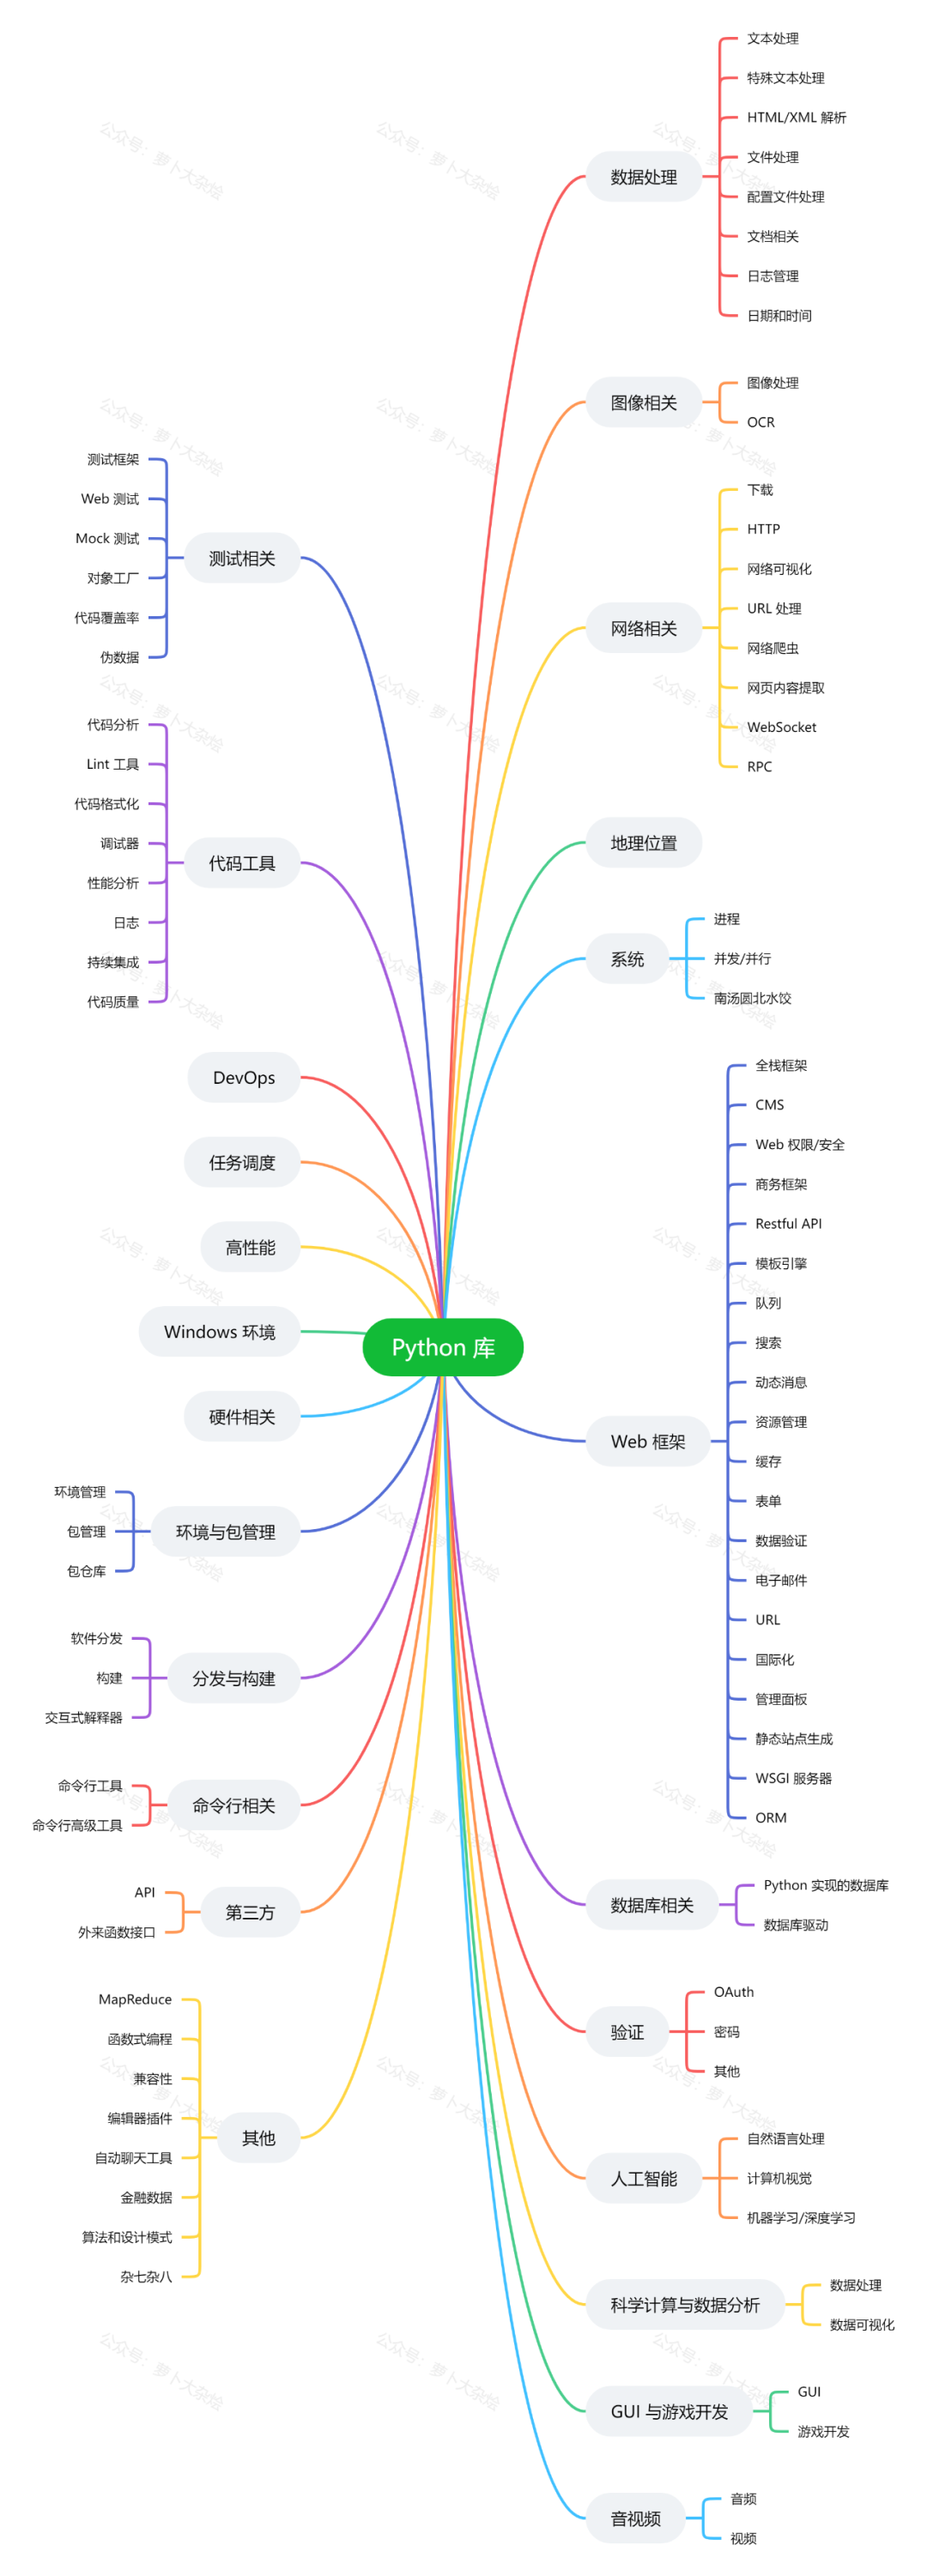 Python 库
数据处理
文本处理
特殊文本处理
HTML/XML 解析
文件处理
配置文件处理
文档相关
日志管理
日期和时间
图像相关
图像处理
OCR
网络相关
下载
HTTP
网络可视化
URL 处理
网络爬虫
网页内容提取
WebSocket
RPC
地理位置
系统
进程
并发/并行
南汤圆北水饺
Web 框架
全栈框架
CMS
Web 权限/安全
商务框架
Restful API
模板引擎
队列
搜索
动态消息
资源管理
缓存
表单
数据验证
电子邮件
URL
国际化
管理面板
静态站点生成
WSGI 服务器
ORM
数据库相关
Python 实现的数据库
数据库驱动
验证
OAuth
密码
其他
人工智能
自然语言处理
计算机视觉
机器学习/深度学习
科学计算与数据分析
数据处理
数据可视化
GUI 与游戏开发
GUI
游戏开发
音视频
音频
视频
测试相关
测试框架
Web 测试
Mock 测试
对象工厂
代码覆盖率
伪数据
代码工具
代码分析
Lint 工具
代码格式化
调试器
性能分析
日志
持续集成
代码质量
DevOps
任务调度
高性能
Windows 环境
硬件相关
环境与包管理
环境管理
包管理
包仓库
分发与构建
软件分发
构建
交互式解释器
命令行相关
命令行工具
命令行高级工具
第三方
API
外来函数接口
其他
MapReduce
函数式编程
兼容性
编辑器插件
自动聊天工具
金融数据
算法和设计模式
杂七杂八
公众号：萝卜大杂烩